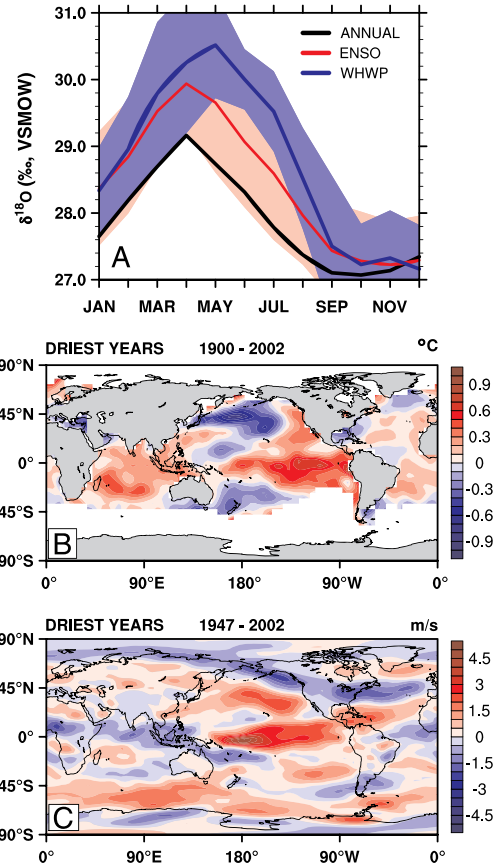 31.0
30.0
29.0
28.0
27.0
δ18O (‰, VSMOW)
ANNUAL
ENSO
WHWP
A
JAN MAR MAY JUL SEP NOV
DRIEST YEARS 1900 - 2002 °C
90°N
45°N
0°
45°S
90°S
B
0° 90°E 180° 90°W 0°
0.9
0.6
0.3
0
-0.3
-0.6
-0.9
DRIEST YEARS 1947 - 2002 m/s
90°N
45°N
0°
45°S
90°S
C
0° 90°E 180° 90°W 0°
4.5
3
1.5
0
-1.5
-3
-4.5